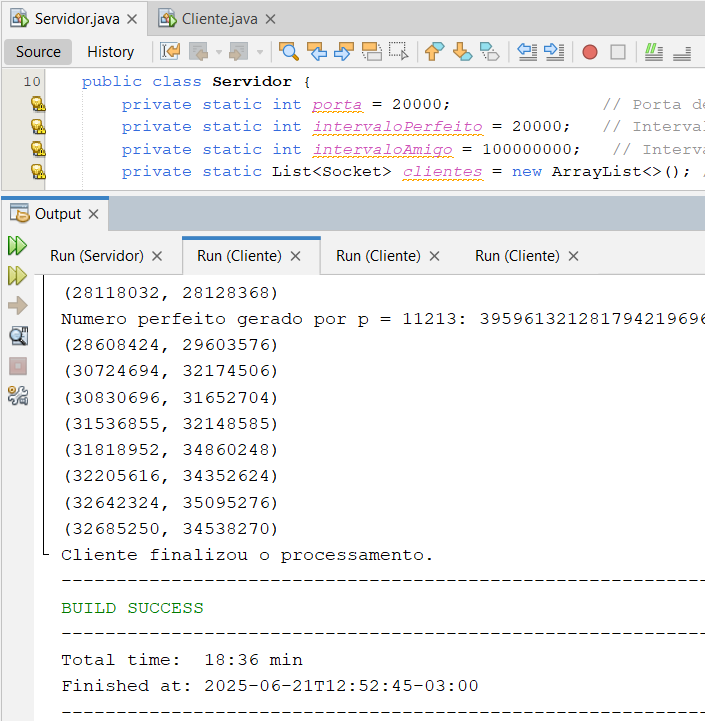 Servidor.java Cliente.java
Source History
10 public class Servidor {
private static int porta = 20000; // Porta de
private static int intervaloPerfeito = 20000; // Interval
private static int intervaloAmigo = 100000000; // Interva
private static List<Socket> clientes = new ArrayList<>(); /
Output
Run (Servidor) Run (Cliente) Run (Cliente) Run (Cliente)
(28118032, 28128368)
Numero perfeito gerado por p = 11213: 395961321281794219696
(28608424, 29603576)
(30724694, 32174506)
(30830696, 31652704)
(31536855, 32148585)
(31818952, 34860248)
(32205616, 34352624)
(32642324, 35095276)
(32685250, 34538270)
Cliente finalizou o processamento.
------------------------------------------------------------------------
BUILD SUCCESS
------------------------------------------------------------------------
Total time:  18:36 min
Finished at: 2025-06-21T12:52:45-03:00
------------------------------------------------------------------------